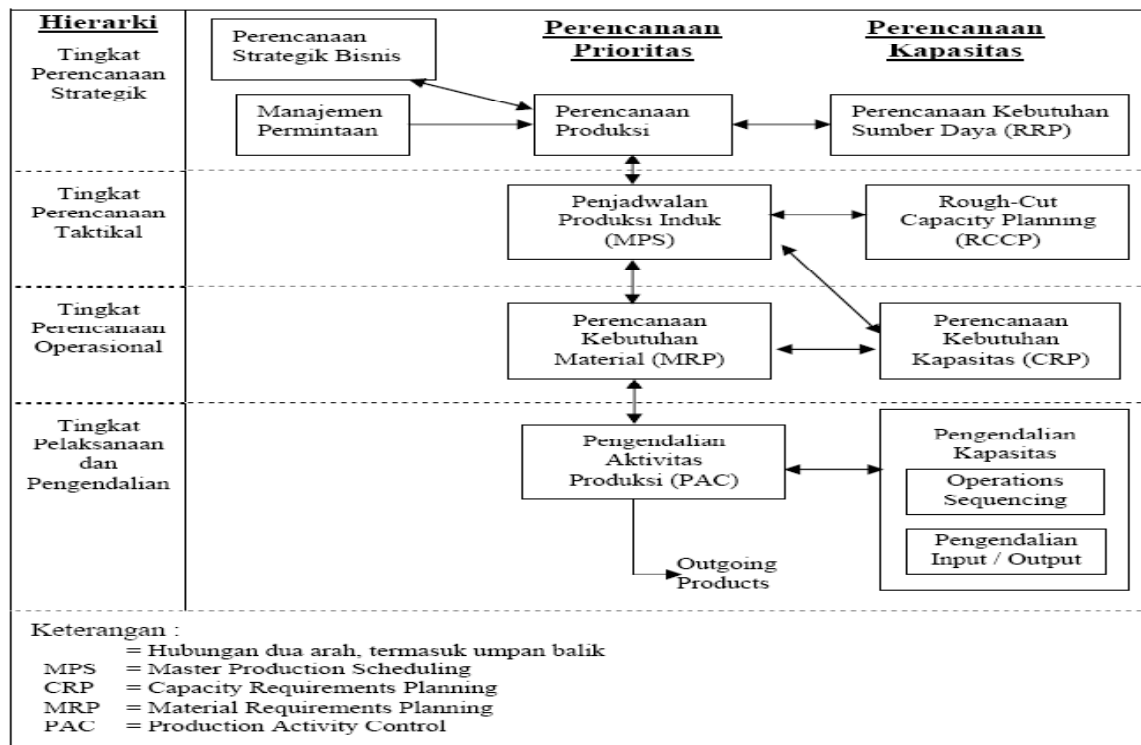 Hierarki
Tingkat
Perencanaan
Strategik
Perencanaan
Strategik Bisnis
Manajemen
Permintaan
Perencanaan
Prioritas
Perencanaan
Produksi
Perencanaan
Kapasitas
Perencanaan Kebutuhan
Sumber Daya (RRP)
Tingkat
Perencanaan
Taktikal
Penjadwalan
Produksi Induk
(MPS)
Rough-Cut
Capacity Planning
(RCCP)
Tingkat
Perencanaan
Operasional
Perencanaan
Kebutuhan
Material (MRP)
Perencanaan
Kebutuhan
Kapasitas (CRP)
Tingkat
Pelaksanaan
dan
Pengendalian
Pengendalian
Aktivitas
Produksi (PAC)
Outgoing
Products
Pengendalian
Kapasitas
Operations
Sequencing
Pengendalian
Input / Output
Keterangan :
= Hubungan dua arah, termasuk umpan balik
MPS = Master Production Scheduling
CRP = Capacity Requirements Planning
MRP = Material Requirements Planning
PAC = Production Activity Control